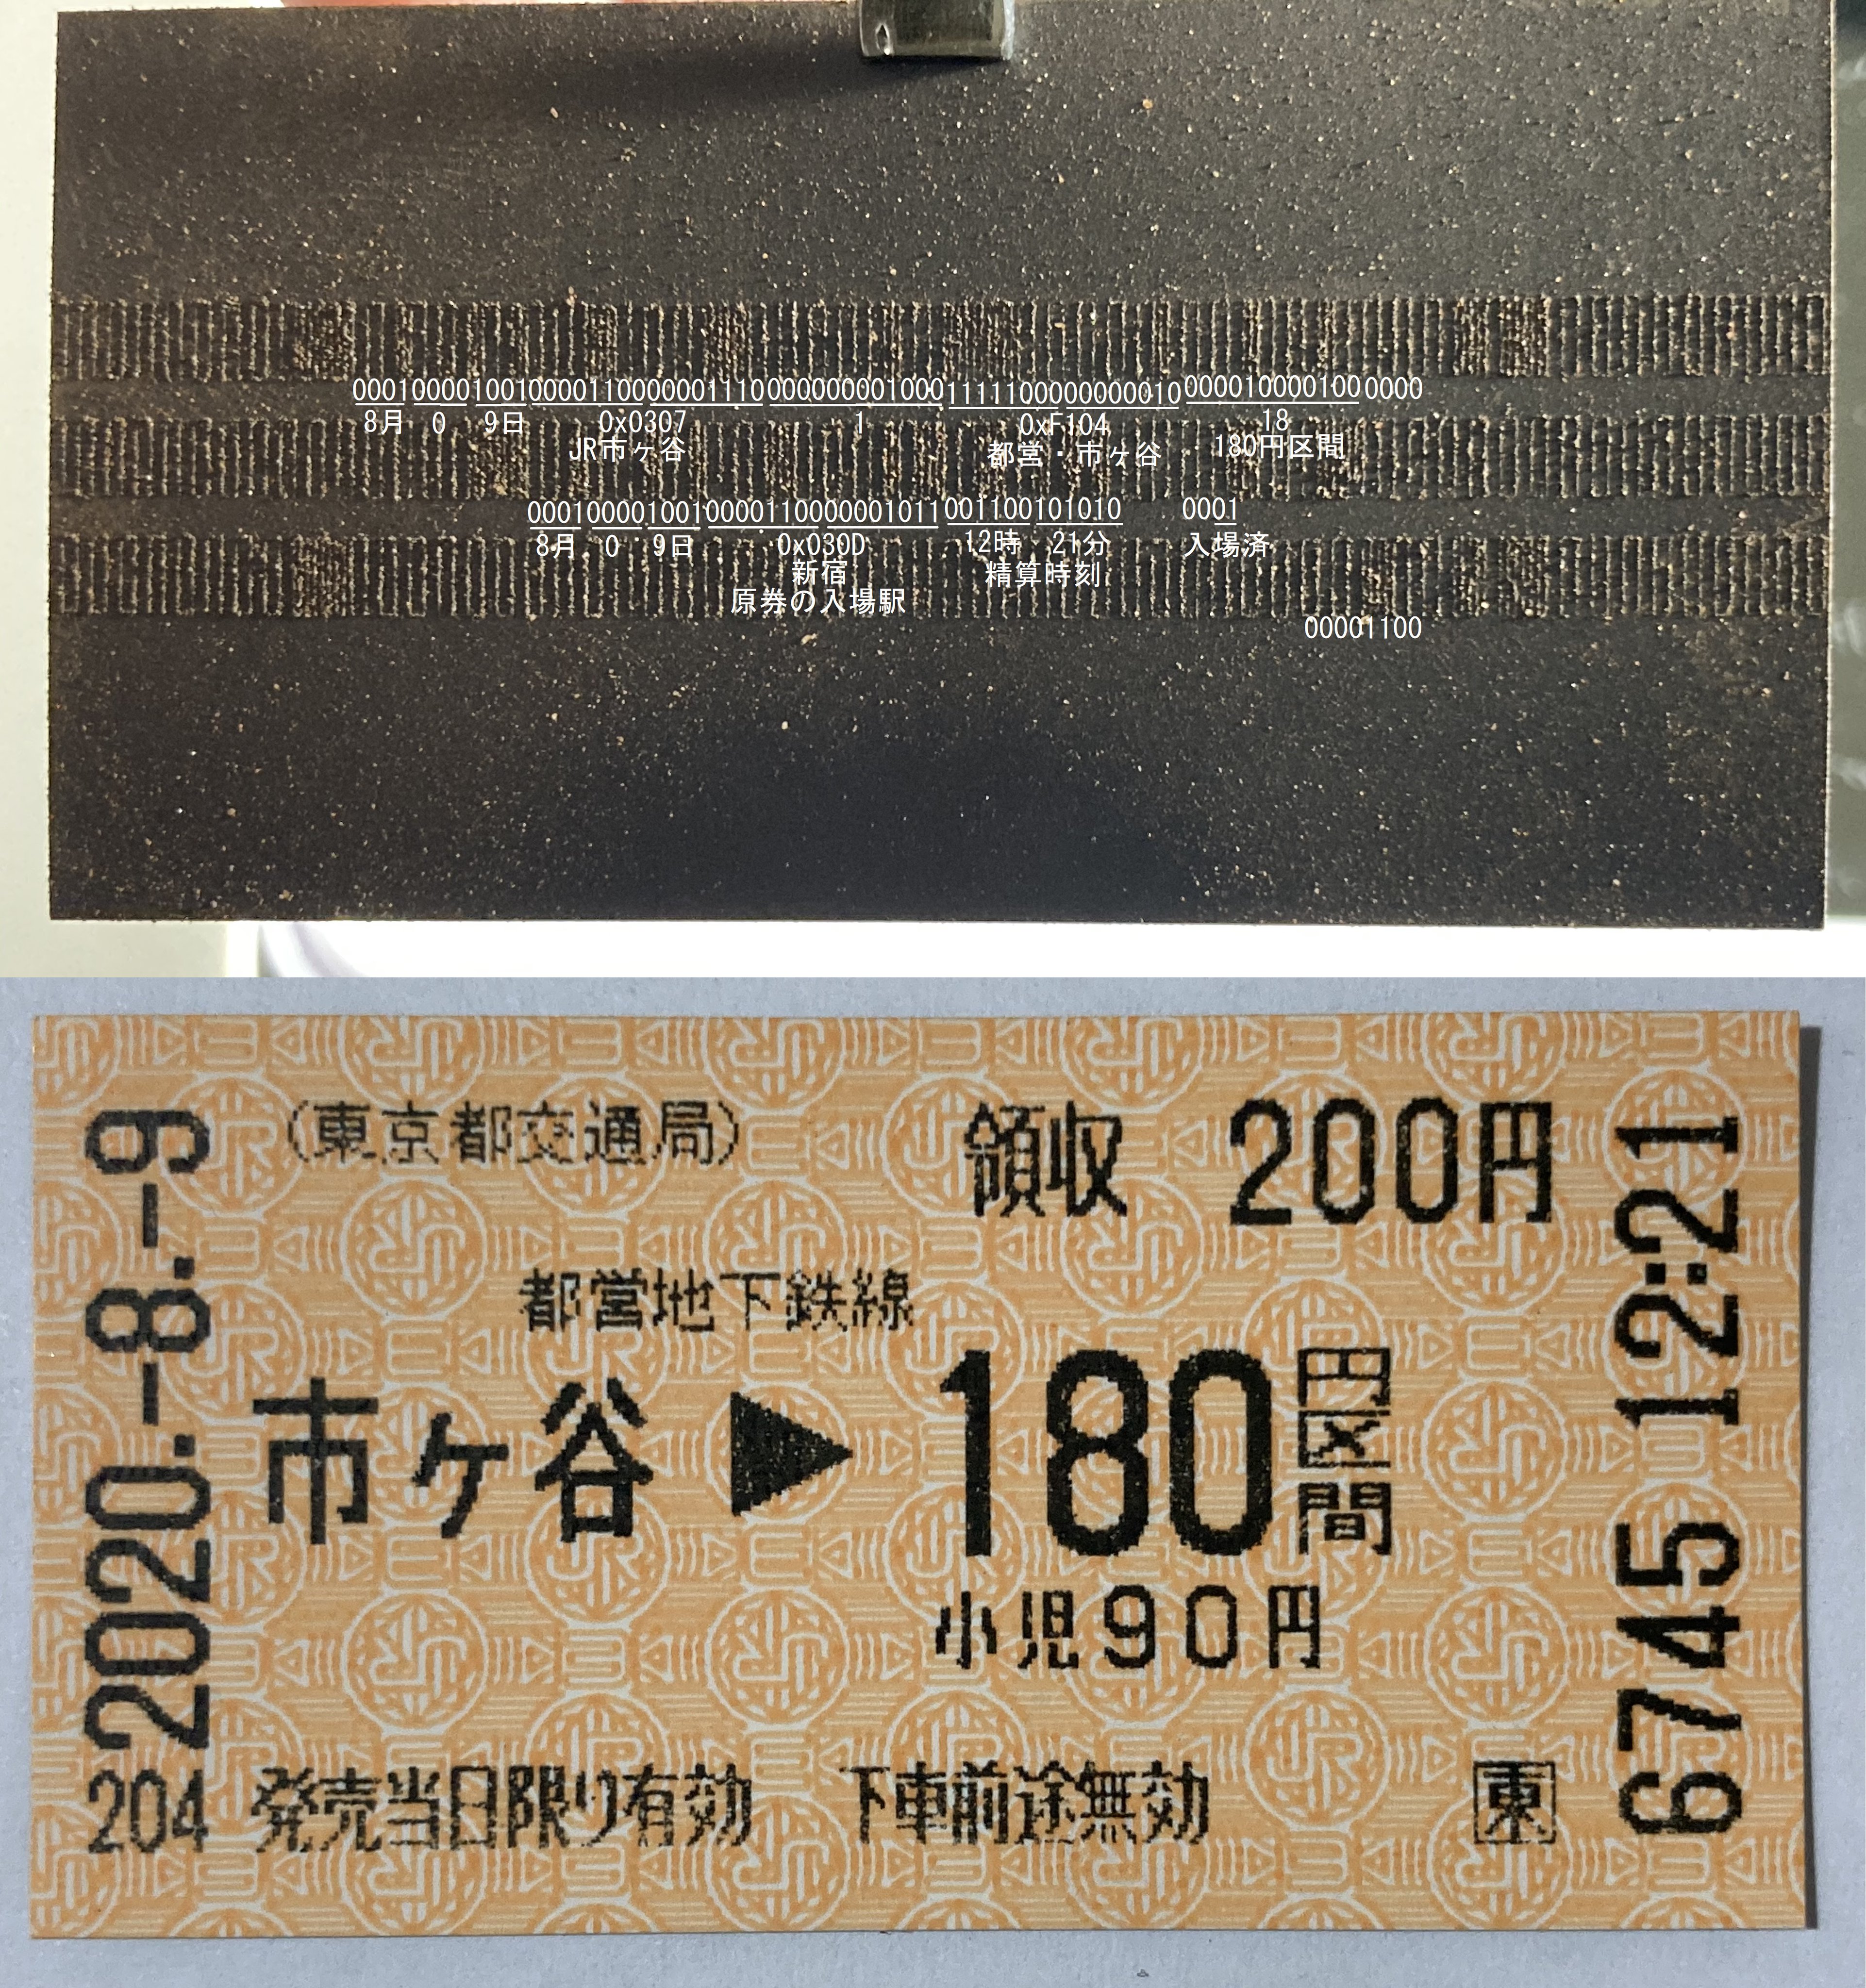 0001000010010000110000001110000000001000 1111100000000010 0000100001000000
8月 0 9日 0x0307 1 0xF104 18
JR市ヶ谷 都営・市ヶ谷 180円区間
0001000010010000110000001011 001100101010 0001
8月 0 9日 0x030D 12時 21分 入場済
新宿 精算時刻
原券の入場駅
00001100
(東京都交通局) 領収 200円
都営地下鉄線
市ヶ谷▶180円区間
小児90円
204 発売当日限り有効 下車前途無効 東
2020.-8.-9
6745 12:21